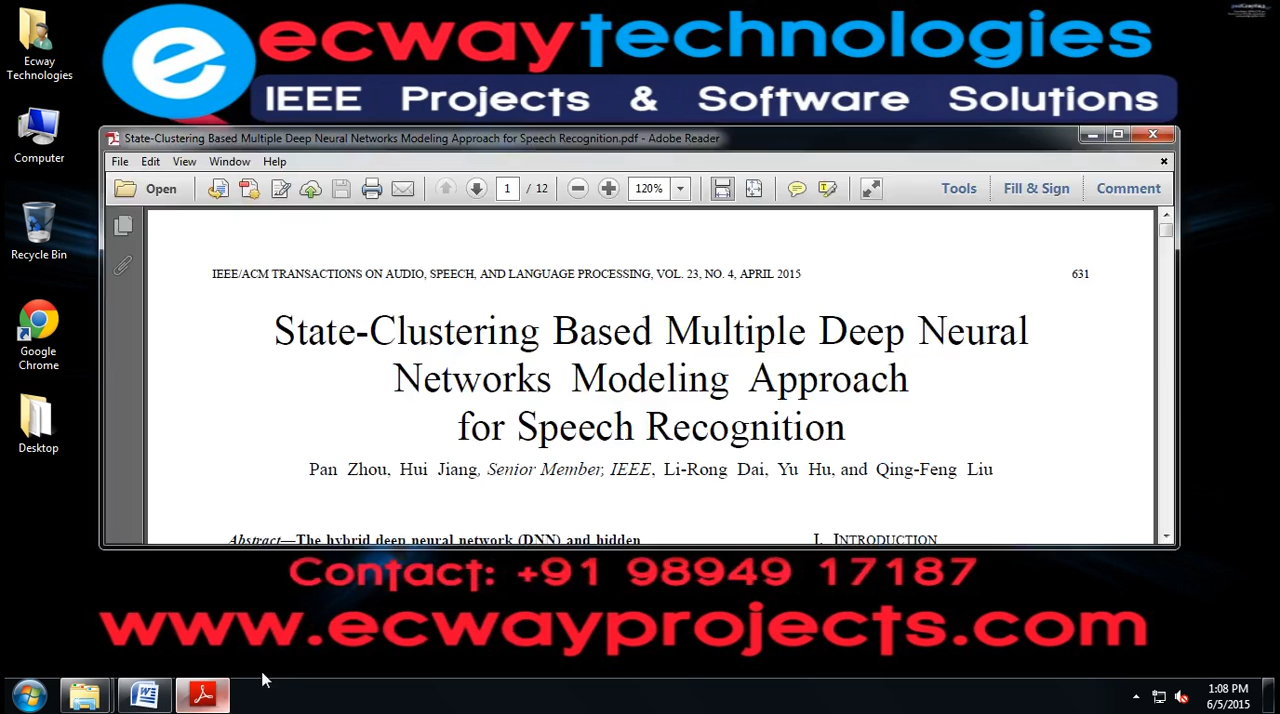 ecwaytechnologies
IEEE Projects & Software Solutions
Ecway
Technologies
Computer
Recycle Bin
Google
Chrome
Desktop
State-Clustering Based Multiple Deep Neural Networks Modeling Approach for Speech Recognition.pdf - Adobe Reader
File Edit View Window Help
Open 1 / 12 120% Tools Fill & Sign Comment
IEEE/ACM TRANSACTIONS ON AUDIO, SPEECH, AND LANGUAGE PROCESSING, VOL. 23, NO. 4, APRIL 2015 631
State-Clustering Based Multiple Deep Neural
Networks Modeling Approach
for Speech Recognition
Pan Zhou, Hui Jiang, Senior Member, IEEE, Li-Rong Dai, Yu Hu, and Qing-Feng Liu
Abstract—The hybrid deep neural network (DNN) and hidden
I. INTRODUCTION
Contact: +91 98949 17187
www.ecwayprojects.com
1:08 PM
6/5/2015